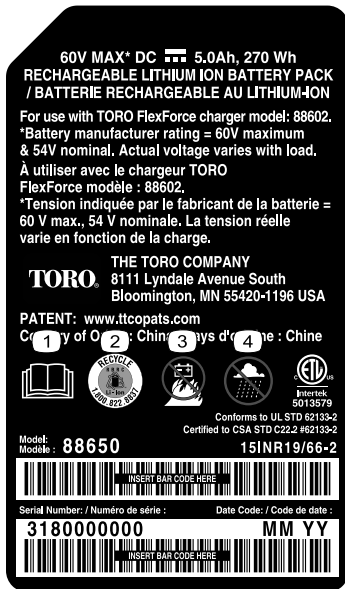 60V MAX* DC 5.0Ah, 270 Wh
RECHARGEABLE LITHIUM ION BATTERY PACK
/ BATTERIE RECHARGEABLE AU LITHIUM-ION
For use with TORO FlexForce charger model: 88602.
*Battery manufacturer rating = 60V maximum
& 54V nominal. Actual voltage varies with load.
À utiliser avec le chargeur TORO
FlexForce modèle : 88602.
*Tension indiquée par le fabricant de la batterie =
60 V max., 54 V nominale. La tension réelle
varie en fonction de la charge.
TORO®
THE TORO COMPANY
8111 Lyndale Avenue South
Bloomington, MN 55420-1196 USA
PATENT: www.ttcopats.com
of China d' : Chine
1 2 3 4
RECYCLE
RBRC
Li-Ion
1.800.822.8837
C ETL US
Intertek
5013579
Conforms to UL STD 62133-2
Certified to CSA STD C22.2 #62133-2
Model:
Modèle : 88650 15INR19/66-2
INSERT BAR CODE HERE
Serial Number: / Numéro de série : Date Code: / Code de date :
3180000000 MM YY
INSERT BAR CODE HERE